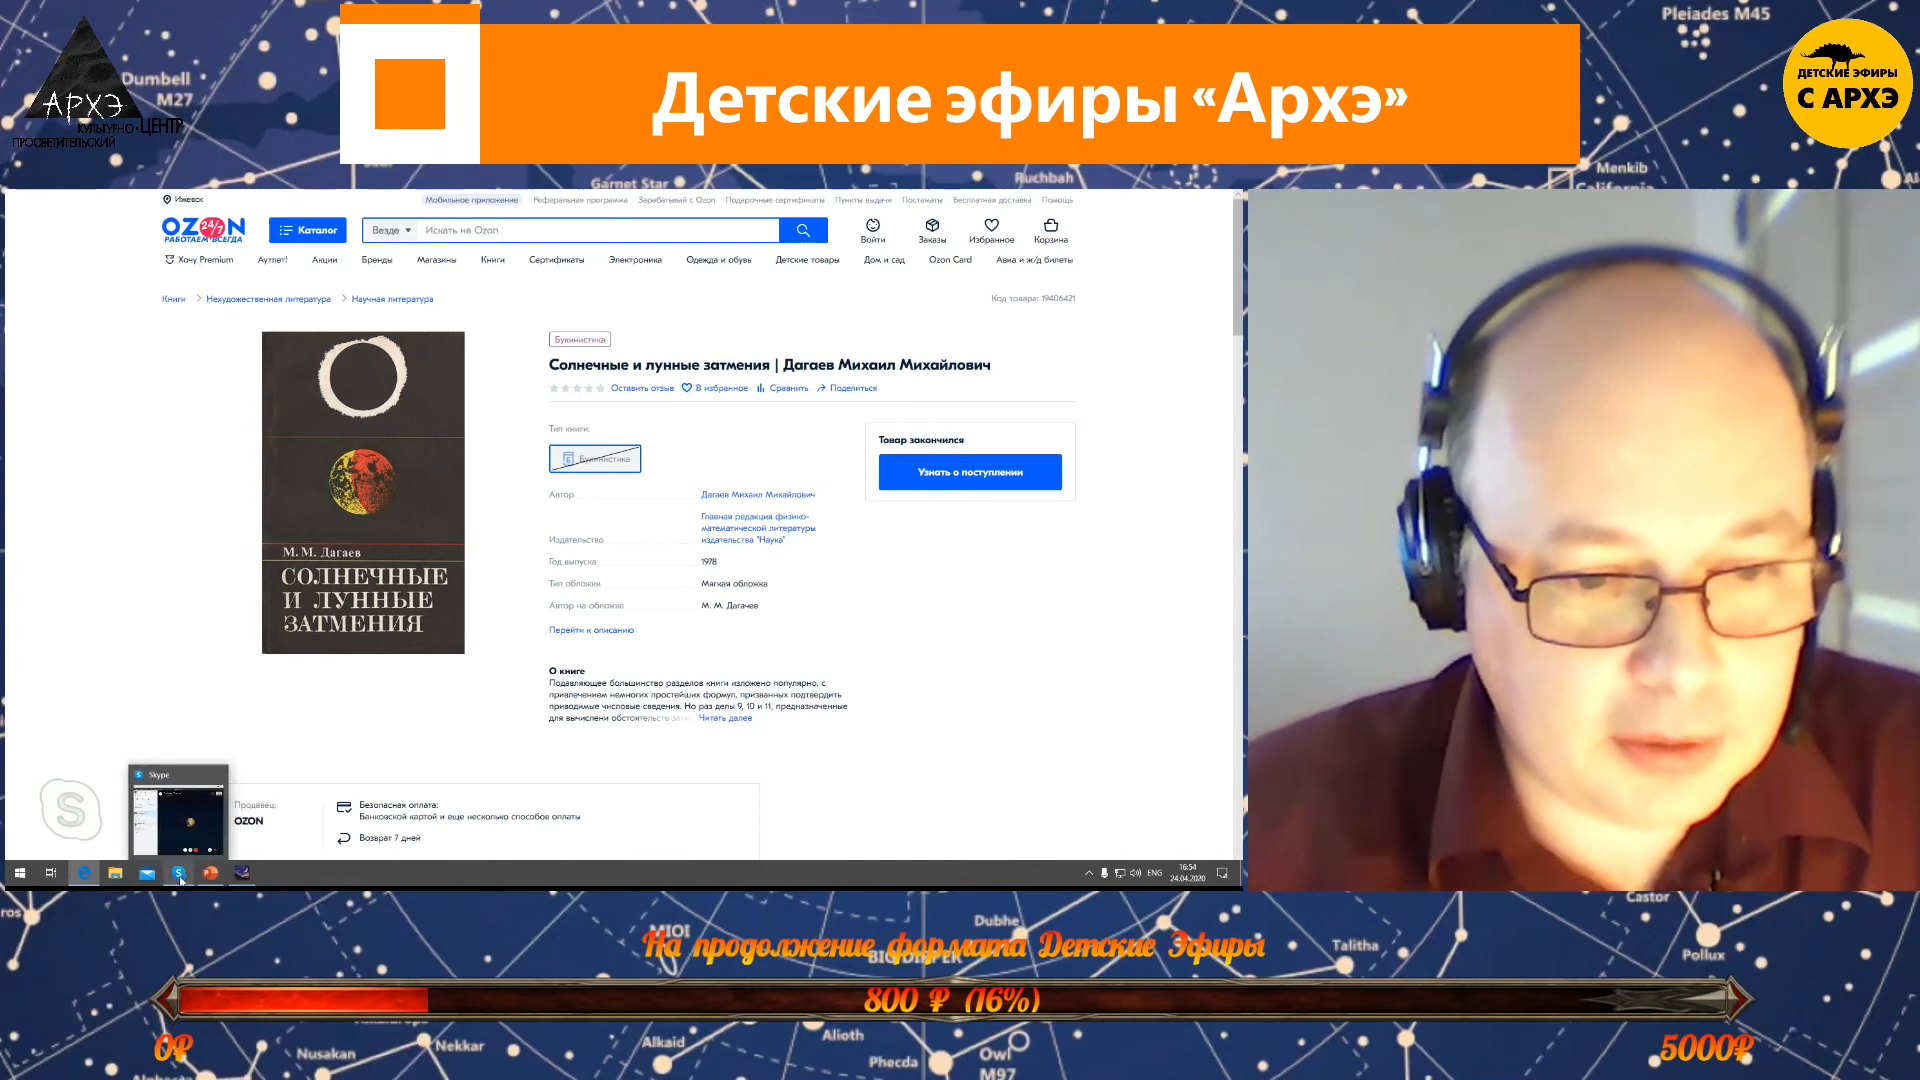 Pleiades M45
Dumbell
M27
АРХЭ
КУЛЬТУРНО-ЦЕНТР
ПРОСВЕТИТЕЛЬСКИЙ
Детские эфиры «Архэ»
ДЕТСКИЕ ЭФИРЫ
С АРХЭ
Menkib
Garnet Star
Ruchbah
Ижевск
Мобильное приложение
Реферальная программа
Зарабатывай с Ozon
Подарочные сертификаты
Пункты выдачи
Постаматы
Бесплатная доставка
Помощь
OZON
24/7
РАБОТАЕМ ВСЕГДА
Каталог
Везде
Искать на Ozon
Войти
Заказы
Избранное
Корзина
Хочу Premium
Аутлет!
Акции
Бренды
Магазины
Книги
Сертификаты
Электроника
Одежда и обувь
Детские товары
Дом и сад
Ozon Card
Авиа и ж/д билеты
Книги > Нехудожественная литература > Научная литература
Код товара: 19406421
М. М. Дагаев
СОЛНЕЧНЫЕ
И ЛУННЫЕ
ЗАТМЕНИЯ
Букинистика
Солнечные и лунные затмения | Дагаев Михаил Михайлович
Оставить отзыв
В избранное
Сравнить
Поделиться
Тип книги:
Букинистика
Товар закончился
Узнать о поступлении
Автор
Дагаев Михаил Михайлович
Издательство
Главная редакция физико-
математической литературы
издательства "Наука"
Год выпуска
1978
Тип обложки
Мягкая обложка
Автор на обложке
М. М. Дагачев
Перейти к описанию
О книге
Подавляющее большинство разделов книги изложено популярно, с
привлечением немногих простейших формул, призванных подтвердить
приводимые числовые сведения. Но раз делы 9, 10 и 11, предназначенные
для вычислени обстоятельств Читать далее
Skype
Продавец:
OZON
Безопасная оплата:
Банковской картой и еще несколько способов оплаты
Возврат 7 дней
ENG
16:54
24.04.2020
Castor
Dubhe
Talitha
Pollux
На продолжение формата Детские Эфиры
800 ₽ (16%)
0₽
5000₽
Nusakan
Nekkar
Alkaid
Alioth
Phecda
Owl
M97